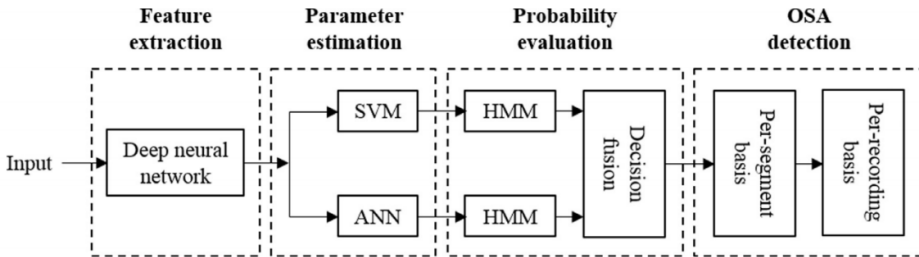 Feature
extraction
Parameter
estimation
Probability
evaluation
OSA
detection
Input
Deep neural
network
SVM
ANN
HMM
HMM
Decision
fusion
Per-segment
basis
Per-recording
basis